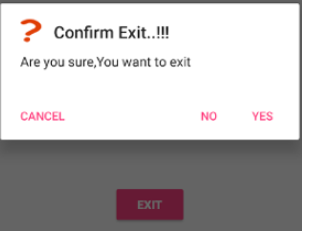 ? Confirm Exit..!!!
Are you sure,You want to exit
CANCEL NO YES
EXIT